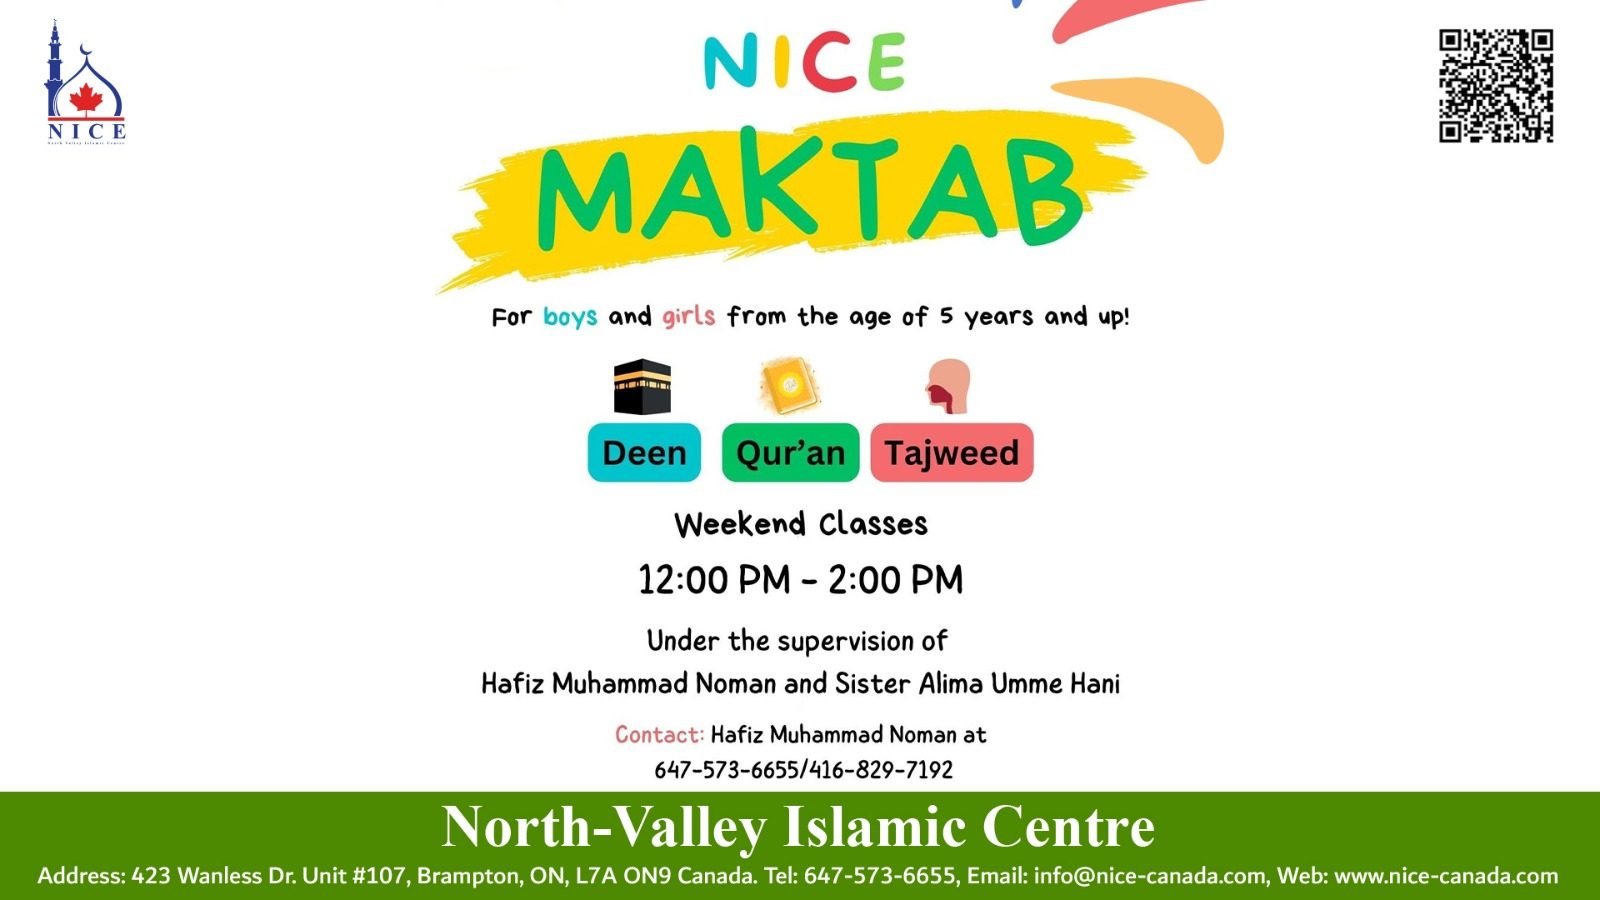 NICE
North Valley Islamic Centre
NICE
MAKTAB
For boys and girls from the age of 5 years and up!
Deen
Qur’an
Tajweed
Weekend Classes
12:00 PM - 2:00 PM
Under the supervision of
Hafiz Muhammad Noman and Sister Alima Umme Hani
Contact: Hafiz Muhammad Noman at
647-573-6655/416-829-7192
North-Valley Islamic Centre
Address: 423 Wanless Dr. Unit #107, Brampton, ON, L7A ON9 Canada. Tel: 647-573-6655, Email: info@nice-canada.com, Web: www.nice-canada.com